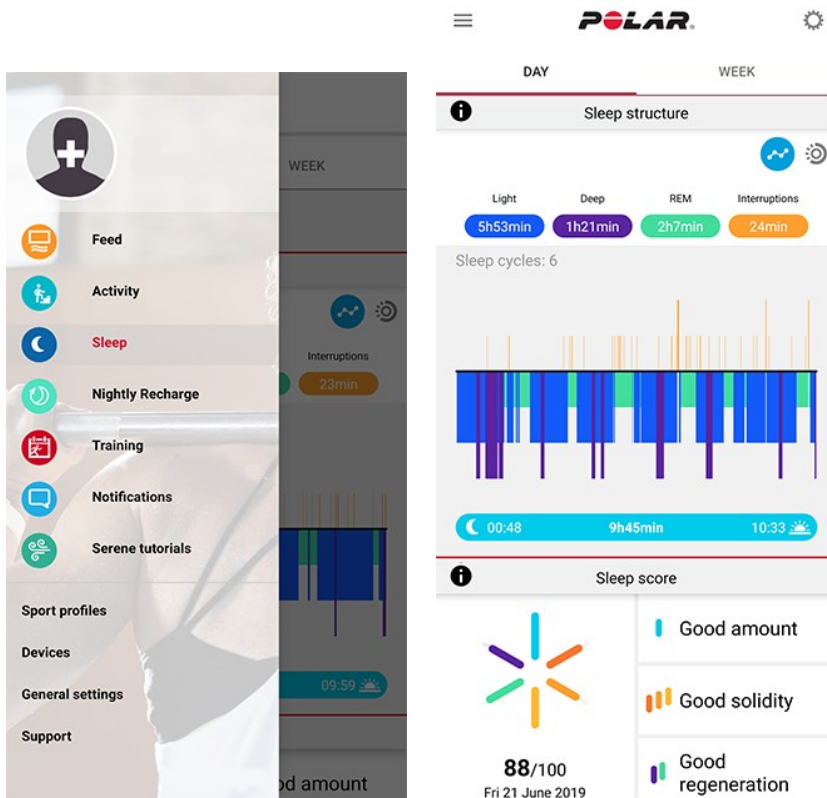 WEEK
Feed
Activity
Sleep
Interruptions
23min
Nightly Recharge
Training
Notifications
Serene tutorials
Sport profiles
Devices
General settings
09:59
Support
od amount
POLAR.
DAY WEEK
Sleep structure
Light Deep REM Interruptions
5h53min 1h21min 2h7min 24min
Sleep cycles: 6
00:48 9h45min 10:33
Sleep score
Good amount
Good solidity
Good
regeneration
88/100
Fri 21 June 2019